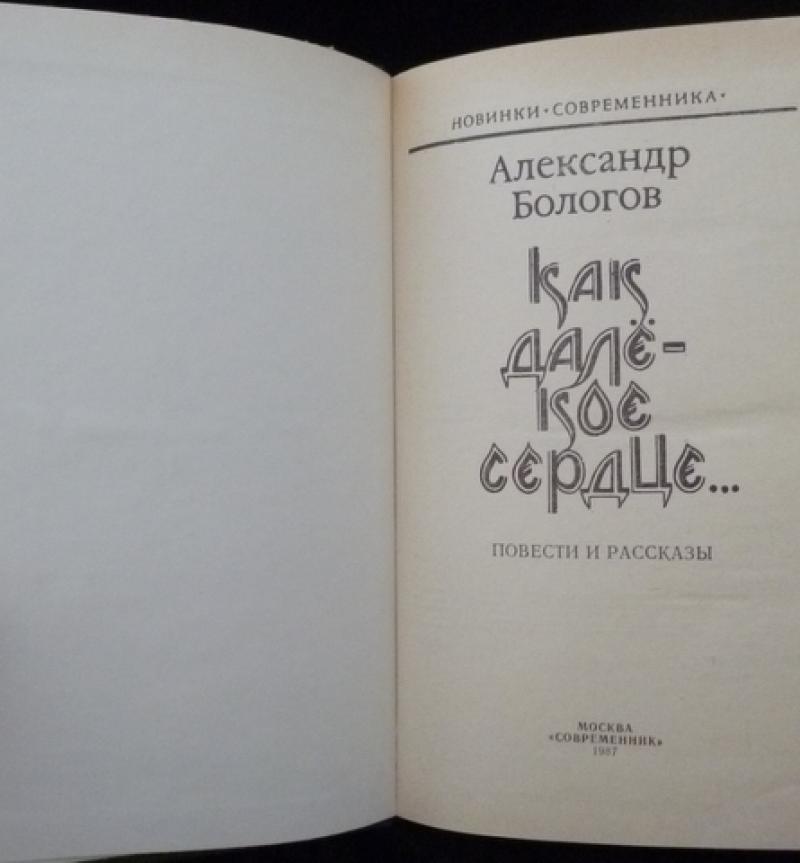 НОВИНКИ • СОВРЕМЕННИКА •
Александр
Бологов
Как
далё-
кое
сердце...
ПОВЕСТИ И РАССКАЗЫ
МОСКВА
«СОВРЕМЕННИК»
1987